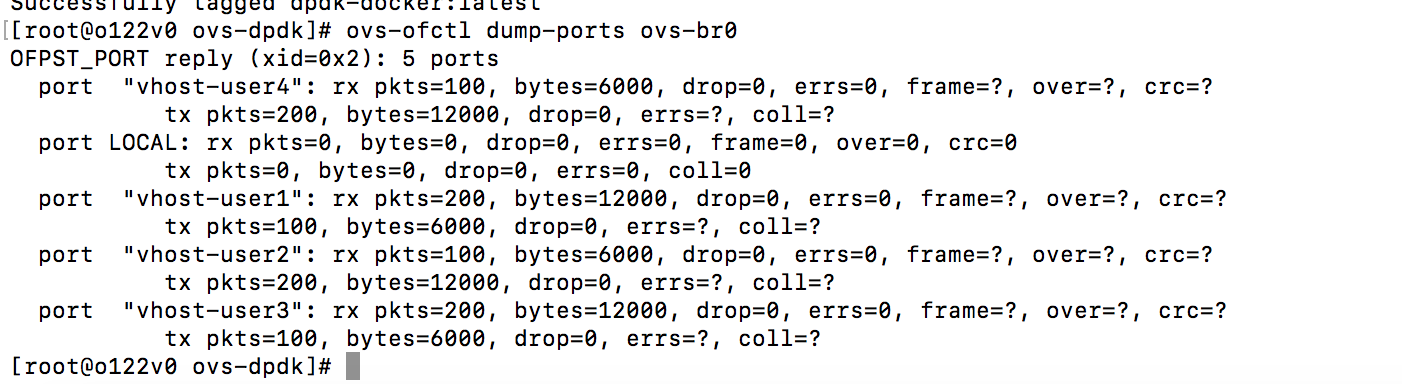 Successfully tagged dpdk-docker:latest
[[root@o122v0 ovs-dpdk]# ovs-ofctl dump-ports ovs-br0
OFPST_PORT reply (xid=0x2): 5 ports
  port  "vhost-user4": rx pkts=100, bytes=6000, drop=0, errs=0, frame=?, over=?, crc=?
           tx pkts=200, bytes=12000, drop=0, errs=?, coll=?
  port LOCAL: rx pkts=0, bytes=0, drop=0, errs=0, frame=0, over=0, crc=0
           tx pkts=0, bytes=0, drop=0, errs=0, coll=0
  port  "vhost-user1": rx pkts=200, bytes=12000, drop=0, errs=0, frame=?, over=?, crc=?
           tx pkts=100, bytes=6000, drop=0, errs=?, coll=?
  port  "vhost-user2": rx pkts=100, bytes=6000, drop=0, errs=0, frame=?, over=?, crc=?
           tx pkts=200, bytes=12000, drop=0, errs=?, coll=?
  port  "vhost-user3": rx pkts=200, bytes=12000, drop=0, errs=0, frame=?, over=?, crc=?
           tx pkts=100, bytes=6000, drop=0, errs=?, coll=?
[root@o122v0 ovs-dpdk]#